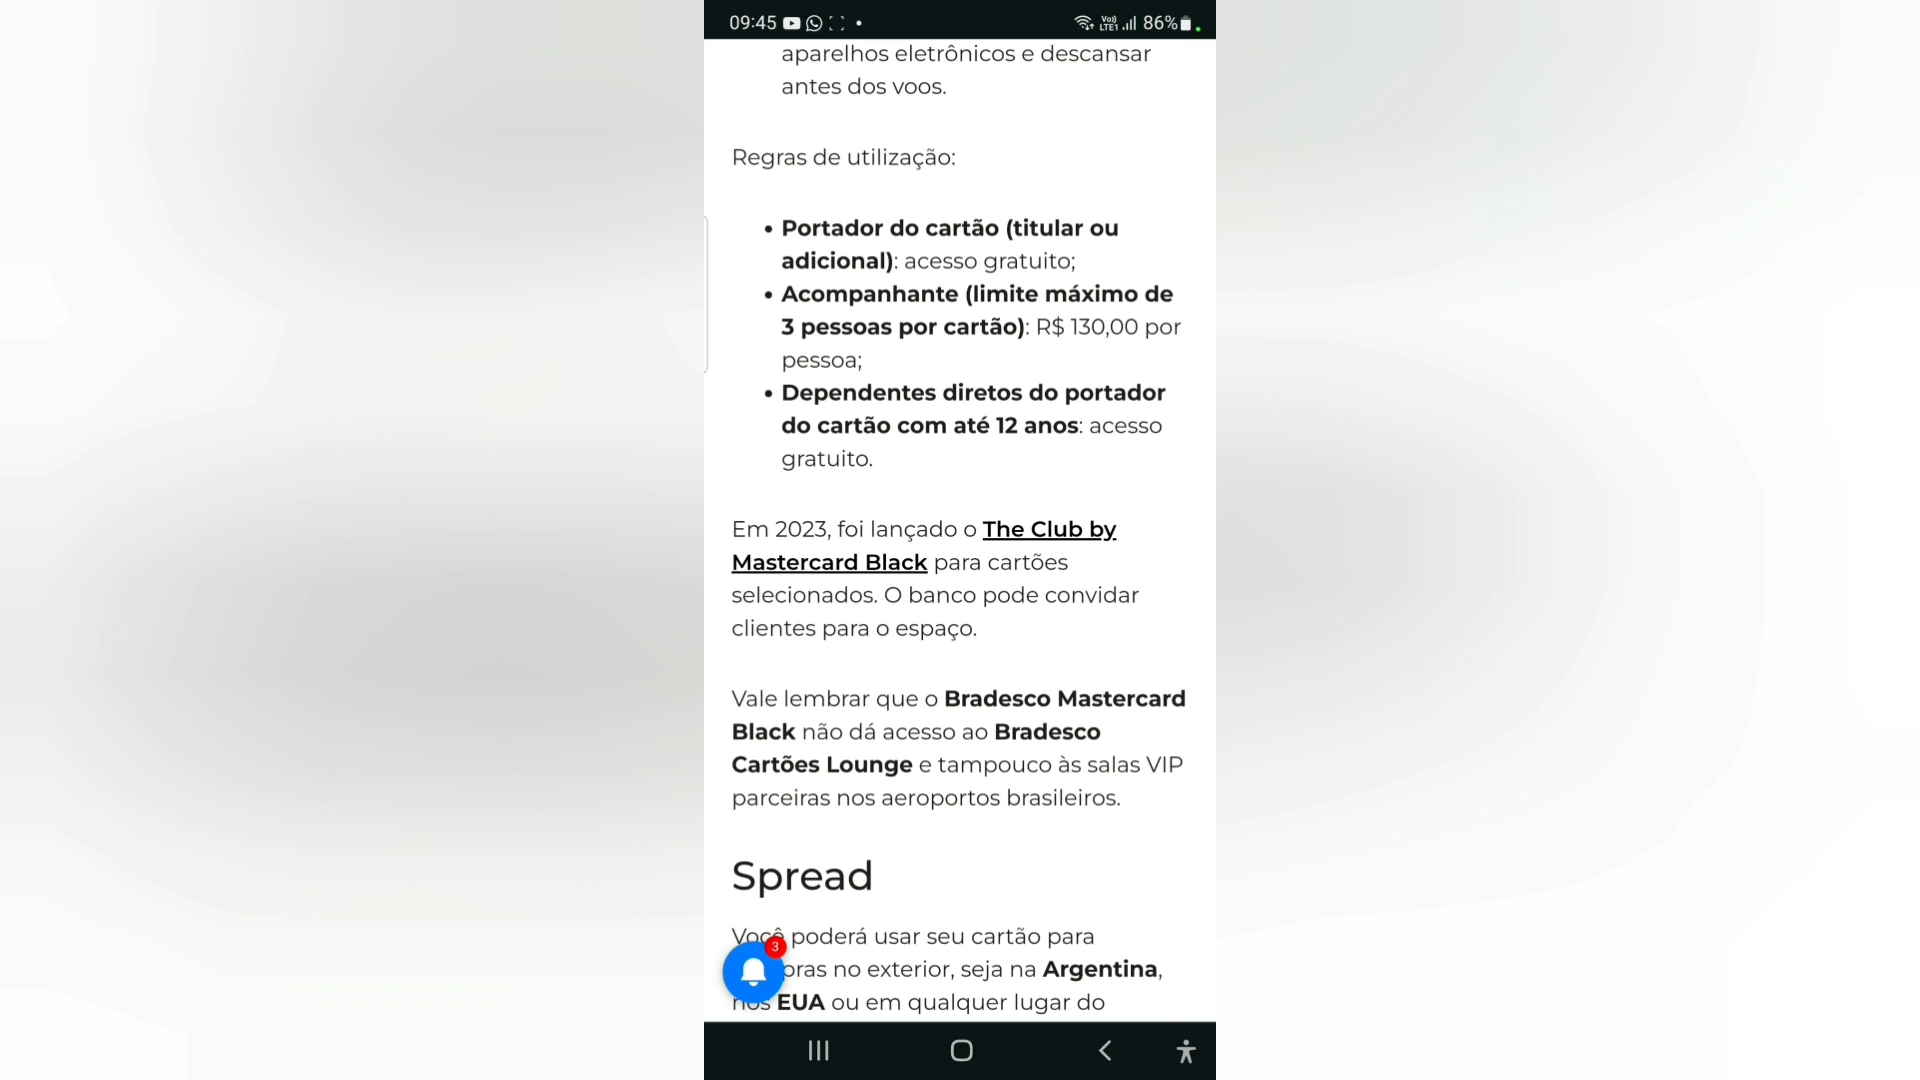 09:45
VoLTE1
86%
aparelhos eletrônicos e descansar
antes dos voos.
Regras de utilização:
• Portador do cartão (titular ou
adicional): acesso gratuito;
• Acompanhante (limite máximo de
3 pessoas por cartão): R$ 130,00 por
pessoa;
• Dependentes diretos do portador
do cartão com até 12 anos: acesso
gratuito.
Em 2023, foi lançado o The Club by
Mastercard Black para cartões
selecionados. O banco pode convidar
clientes para o espaço.
Vale lembrar que o Bradesco Mastercard
Black não dá acesso ao Bradesco
Cartões Lounge e tampouco às salas VIP
parceiras nos aeroportos brasileiros.
Spread
Você poderá usar seu cartão para
3
pras no exterior, seja na Argentina,
nos EUA ou em qualquer lugar do